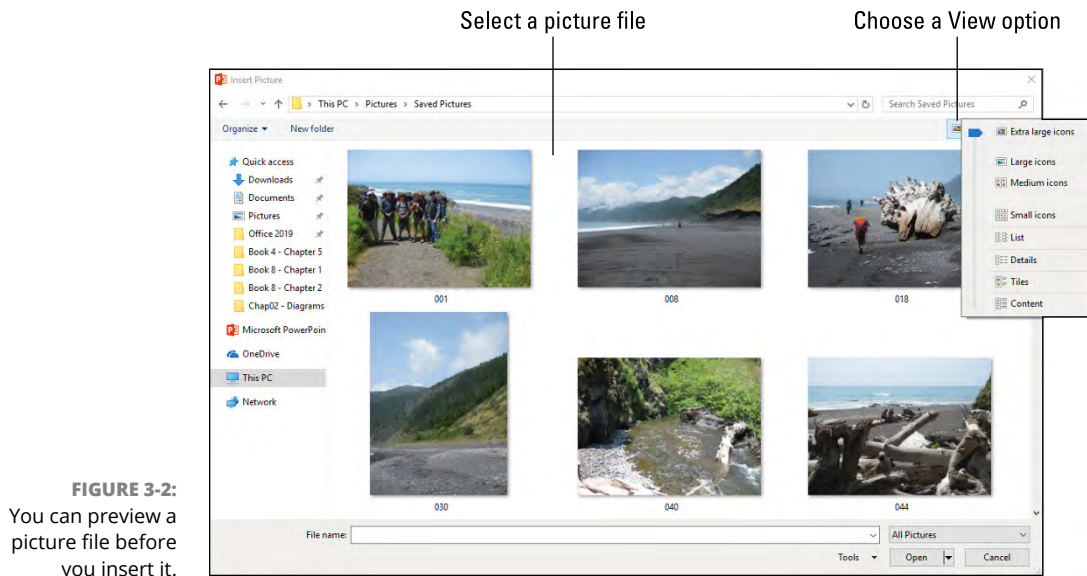 Select a picture file
Choose a View option
Insert Picture
This PC > Pictures > Saved Pictures
Search Saved Pictures
Organize
New folder
Extra large icons
Large icons
Medium icons
Small icons
List
Details
Tiles
Content
Quick access
Downloads
Documents
Pictures
Office 2019
Book 4 - Chapter 5
Book 8 - Chapter 1
Book 8 - Chapter 2
Chap02 - Diagrams
Microsoft PowerPoin
OneDrive
This PC
Network
001
008
018
030
040
044
File name:
All Pictures
Tools
Open
Cancel
FIGURE 3-2:
You can preview a
picture file before
you insert it.